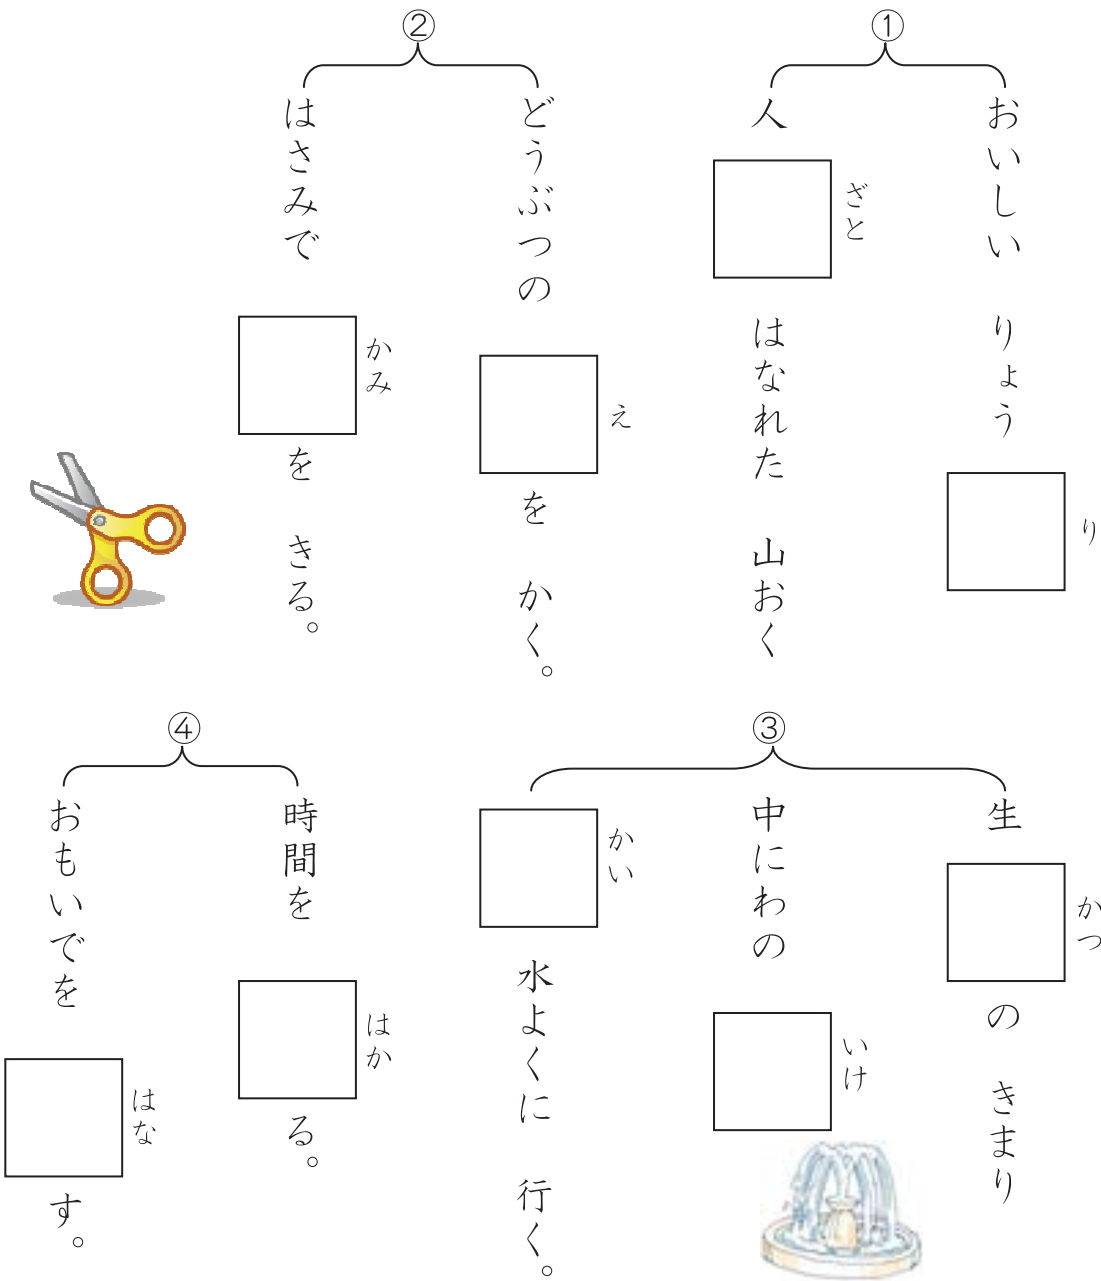 ①
おいしい りょう
り
人
ざと
はなれた 山おく
②
どうぶつの
え
を かく。
はさみで
かみ
を きる。
③
生
かつ
の きまり
中にわの
いけ
かい
水よくに 行く。
④
時間を
はか
る。
おもいでを
はな
す。